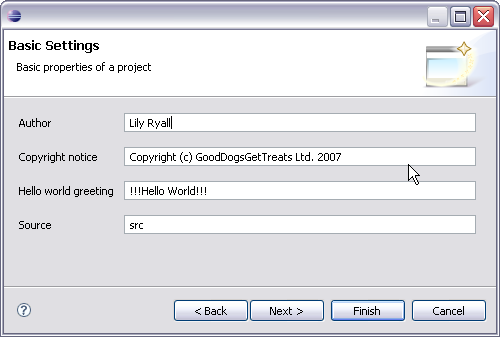 Basic Settings
Basic properties of a project
Author Lily Ryall
Copyright notice Copyright (c) GoodDogsGetTreats Ltd. 2007
Hello world greeting !!!Hello World!!!
Source src
? < Back Next > Finish Cancel